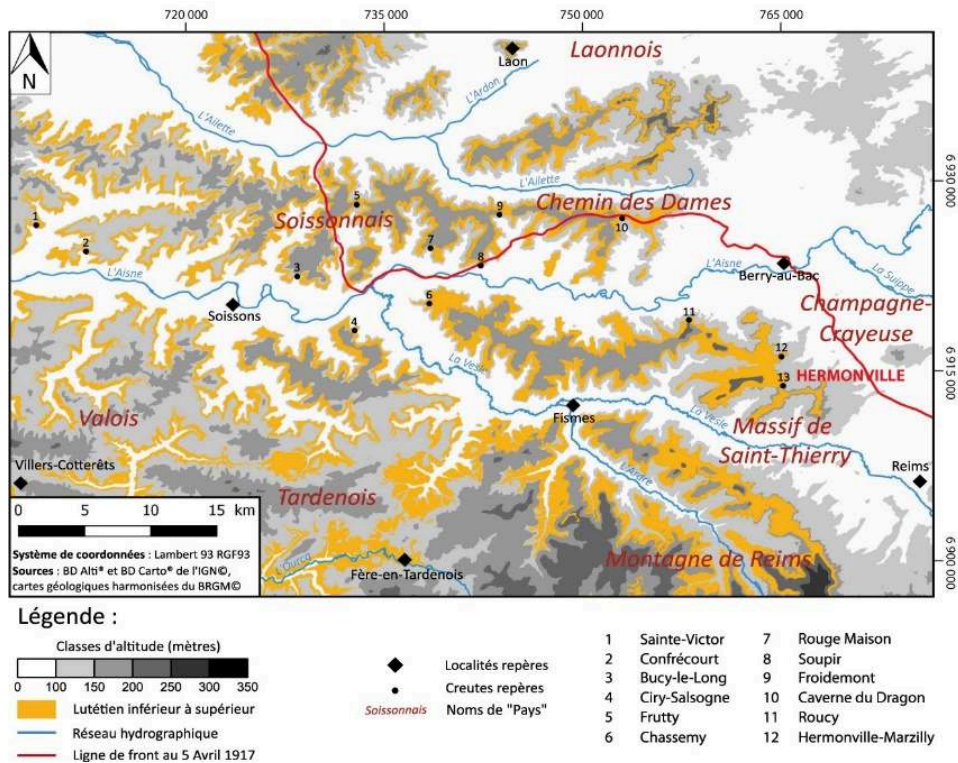 720 000 735 000 750 000 765 000
N
Laonnois
Laon
L'Ardon
L'Ailette
L'Ailette
6 930 000
Soissonnais
Chemin des Dames
1
2
3
4
5
6
7
8
9
10
11
12
13
L'Aisne
L'Aisne
Soissons
Berry-au-Bac
La Suippe
Champagne-
Crayeuse
HERMONVILLE
6 915 000
La Vesle
Fismes
La Vesle
Massif de
Saint-Thierry
Reims
Valois
Villers-Cotterêts
Tardenois
L'Ardre
Montagne de Reims
L'Ourcq
Fère-en-Tardenois
6 900 000
0 5 10 15 km
Système de coordonnées : Lambert 93 RGF93
Sources : BD Alti® et BD Carto® de l'IGN©,
cartes géologiques harmonisées du BRGM©
Légende :
Classes d'altitude (mètres)
0 100 150 200 250 300 350
Lutétien inférieur à supérieur
Réseau hydrographique
Ligne de front au 5 Avril 1917
Localités repères
Creutes repères
Soissonnais Noms de "Pays"
1 Sainte-Victor
2 Confrécourt
3 Bucy-le-Long
4 Ciry-Salsogne
5 Frutty
6 Chassemy
7 Rouge Maison
8 Soupir
9 Froidemont
10 Caverne du Dragon
11 Roucy
12 Hermonville-Marzilly